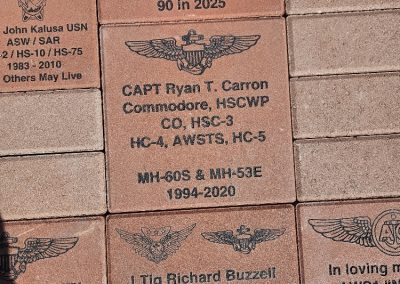 90 in 2025
John Kalusa USN
ASW / SAR
2 / HS-10 / HS-75
1983 - 2010
Others May Live
CAPT Ryan T. Carron
Commodore, HSCWP
CO, HSC-3
HC-4, AWSTS, HC-5
MH-60S & MH-53E
1994-2020
Richard Buzzell
In loving